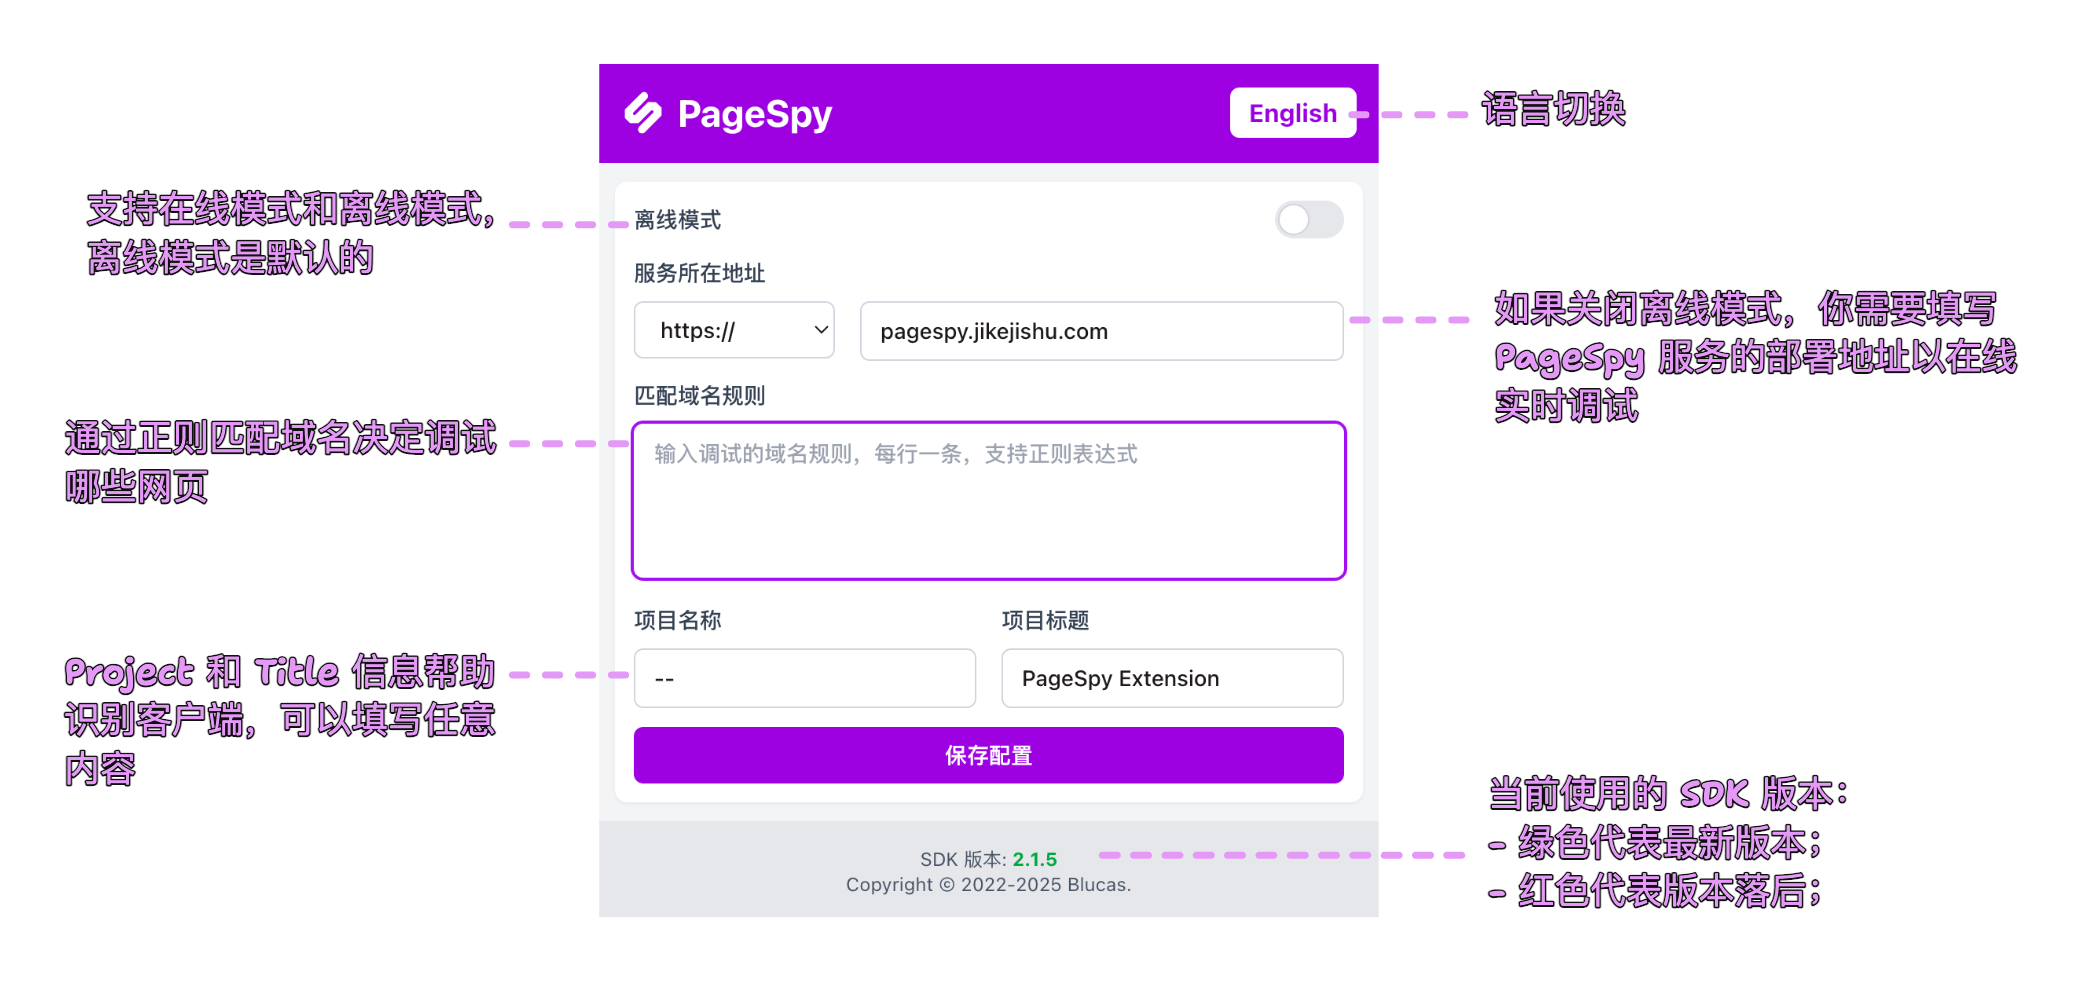 PageSpy
English
语言切换
支持在线模式和离线模式，
离线模式是默认的
离线模式
服务所在地址
https://
pagespy.jikejishu.com
如果关闭离线模式，你需要填写
PageSpy 服务的部署地址以在线
实时调试
匹配域名规则
通过正则匹配域名决定调试
哪些网页
输入调试的域名规则，每行一条，支持正则表达式
项目名称
项目标题
Project 和 Title 信息帮助
识别客户端，可以填写任意
内容
--
PageSpy Extension
保存配置
当前使用的 SDK 版本：
- 绿色代表最新版本；
- 红色代表版本落后；
SDK 版本: 2.1.5
Copyright © 2022-2025 Blucas.